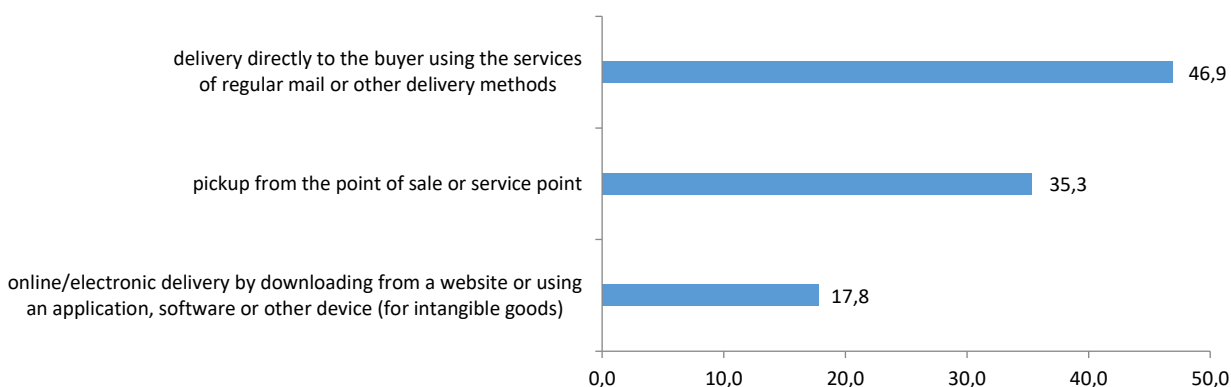 delivery directly to the buyer using the services
of regular mail or other delivery methods
46,9
pickup from the point of sale or service point
35,3
online/electronic delivery by downloading from a website or using
an application, software or other device (for intangible goods)
17,8
0,0 10,0 20,0 30,0 40,0 50,0